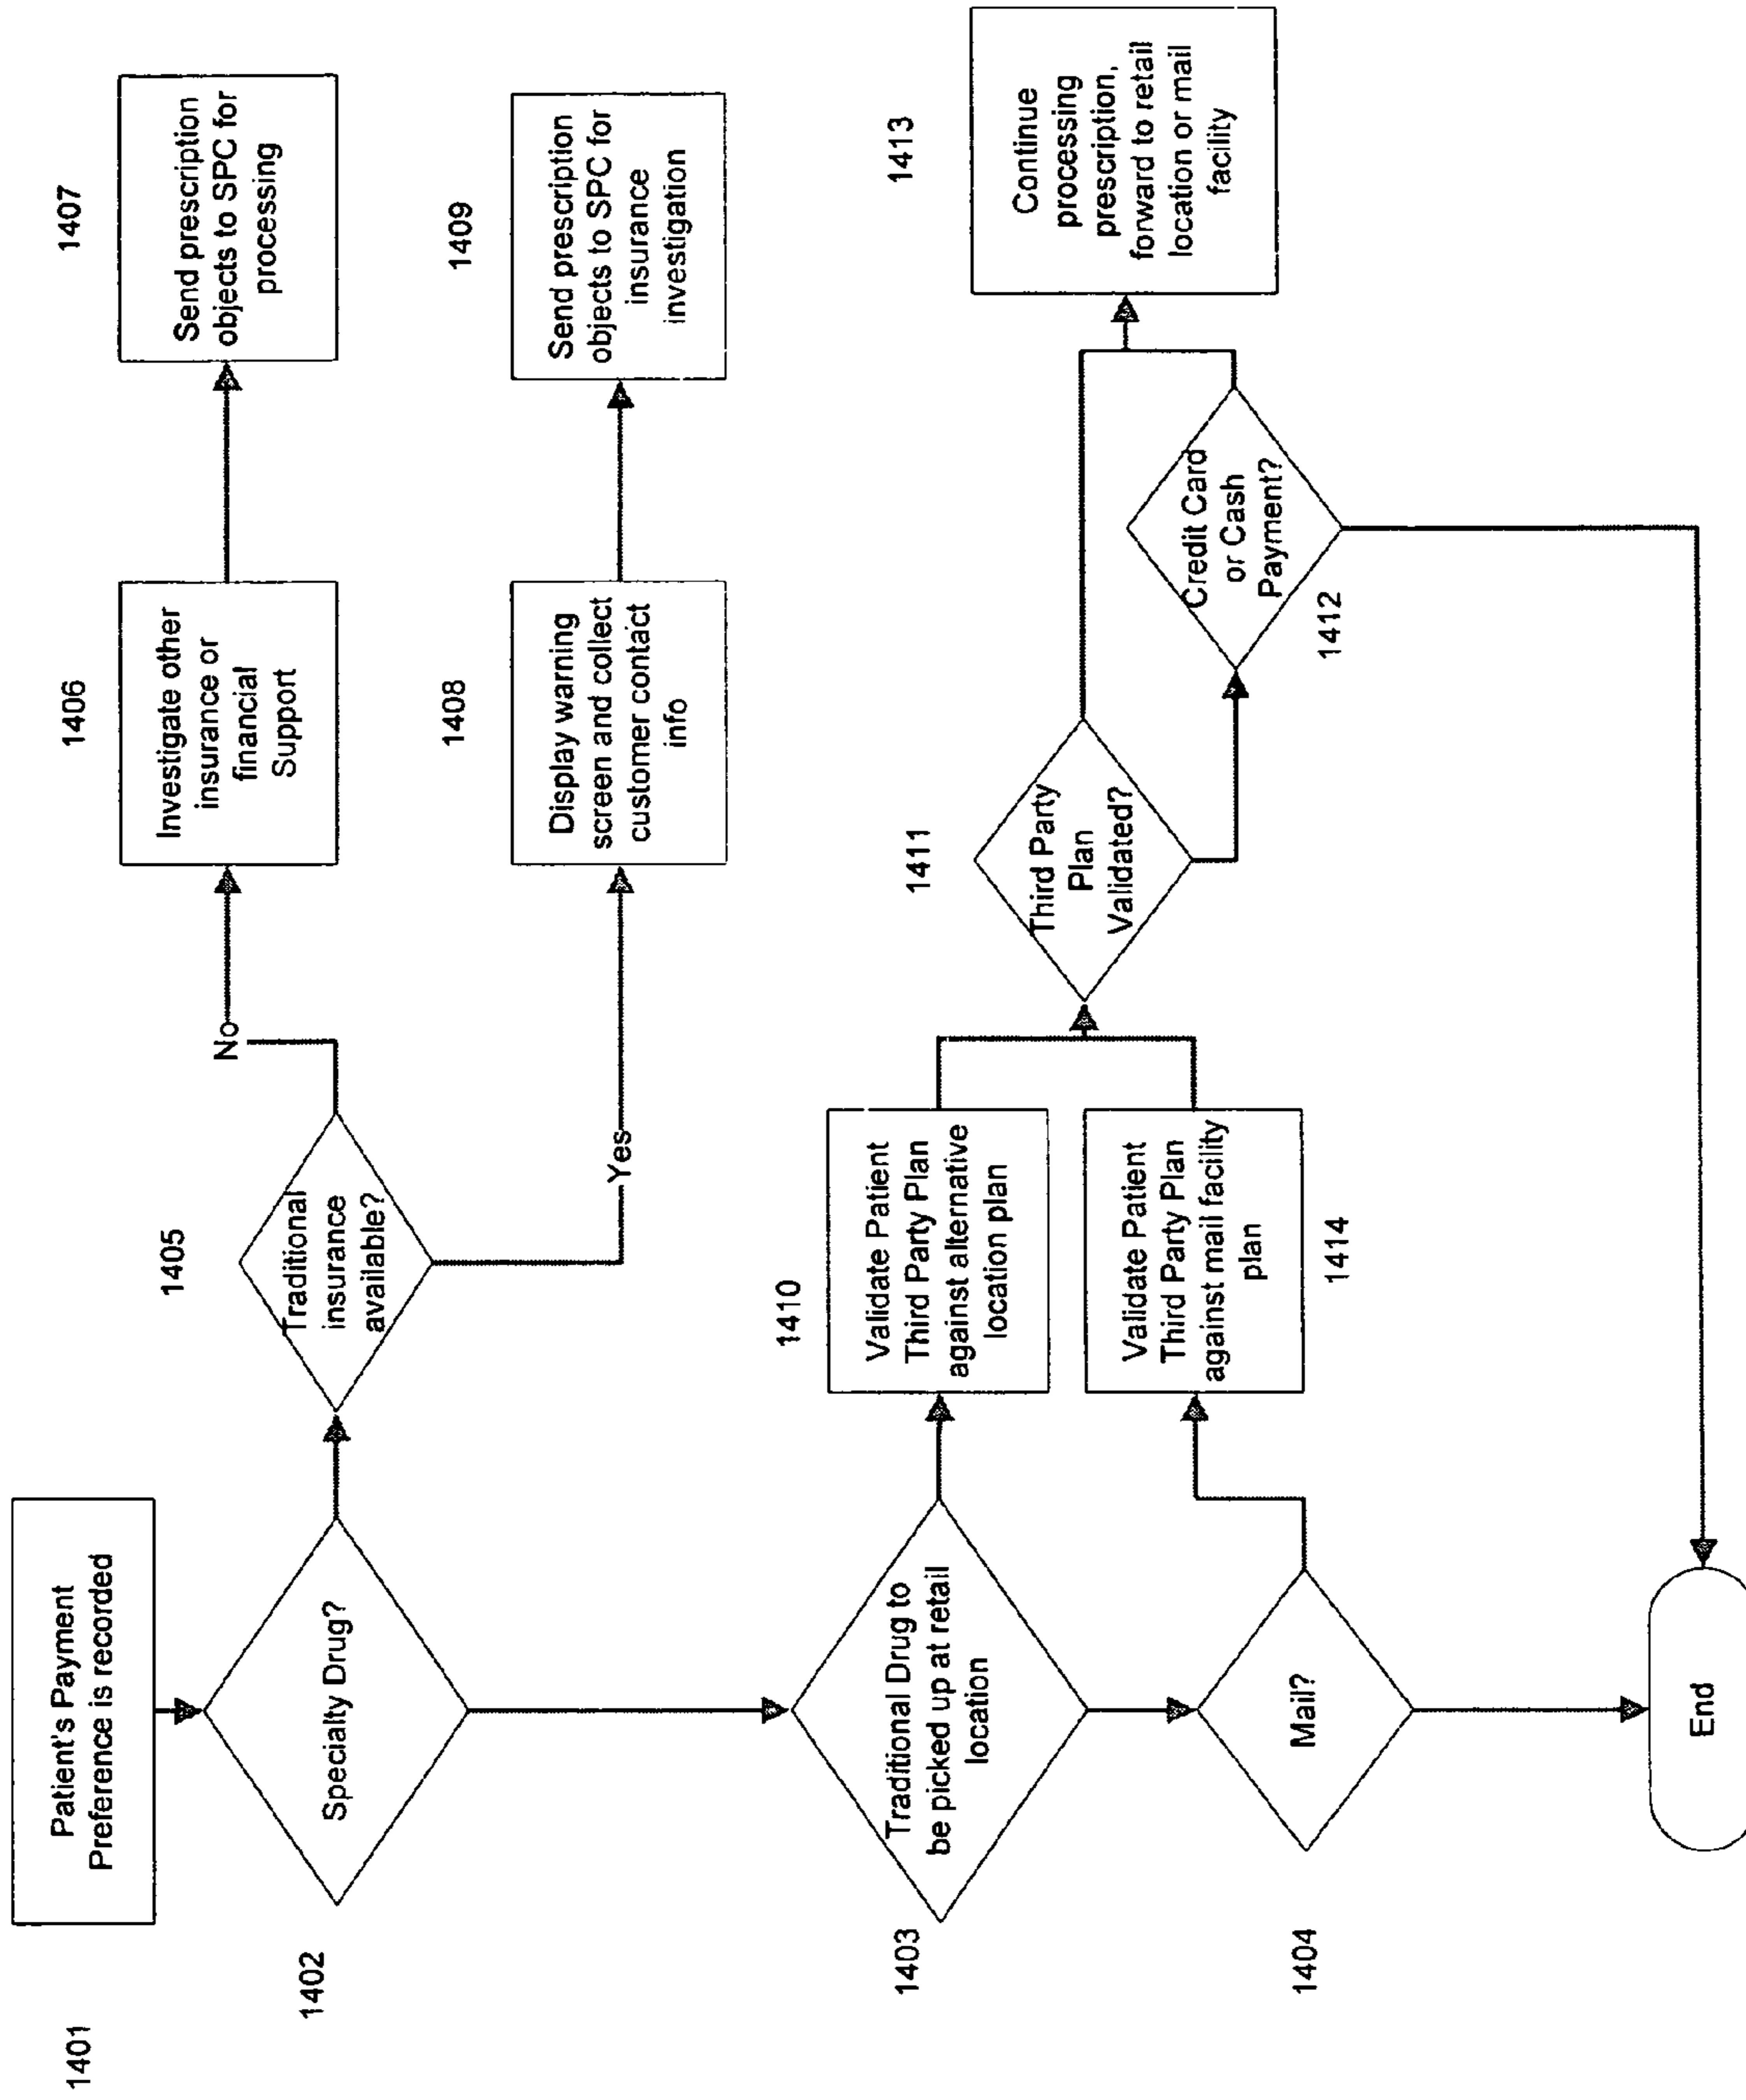 1401
Patient's Payment
Preference is recorded
1402
Specialty Drug?
1405
Traditional
insurance
available?
No
Yes
1406
Investigate other
insurance or
financial
Support
1407
Send prescription
objects to SPC for
processing
1408
Display warning
screen and collect
customer contact
info
1409
Send prescription
objects to SPC for
insurance
investigation
1403
Traditional Drug to
be picked up at retail
location
1410
Validate Patient
Third Party Plan
against alternative
location plan
1404
Mail?
Validate Patient
Third Party Plan
against mail facility
plan
1414
1411
Third Party
Plan
Validated?
Credit Card
or Cash
Payment?
1412
1413
Continue
processing
prescription,
forward to retail
location or mail
facility
End